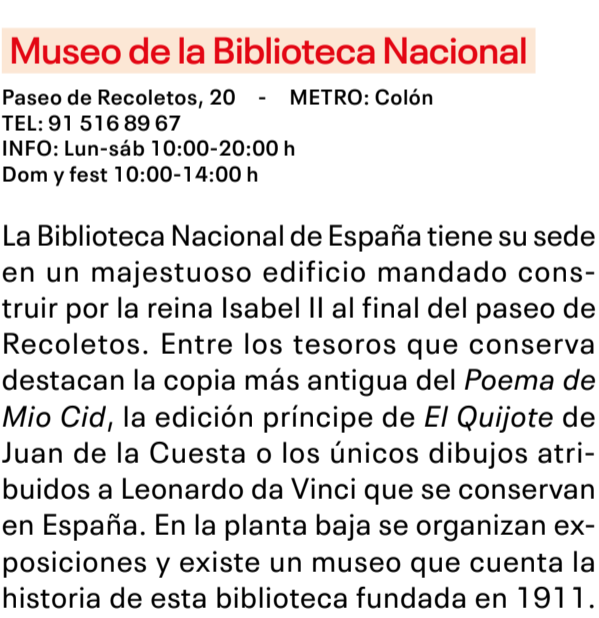 Museo de la Biblioteca Nacional
Paseo de Recoletos, 20 - METRO: Colón
TEL: 91 516 89 67
INFO: Lun-sáb 10:00-20:00 h
Dom y fest 10:00-14:00 h
La Biblioteca Nacional de España tiene su sede
en un majestuoso edificio mandado cons-
truir por la reina Isabel II al final del paseo de
Recoletos. Entre los tesoros que conserva
destacan la copia más antigua del Poema de
Mio Cid, la edición príncipe de El Quijote de
Juan de la Cuesta o los únicos dibujos atri-
buidos a Leonardo da Vinci que se conservan
en España. En la planta baja se organizan ex-
posiciones y existe un museo que cuenta la
historia de esta biblioteca fundada en 1911.